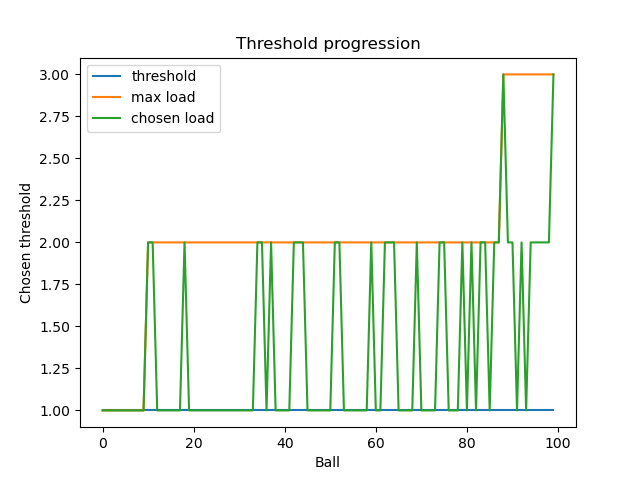 Threshold progression
threshold
max load
chosen load
3.00
2.75
2.50
2.25
2.00
1.75
1.50
1.25
1.00
Chosen threshold
0 20 40 60 80 100
Ball